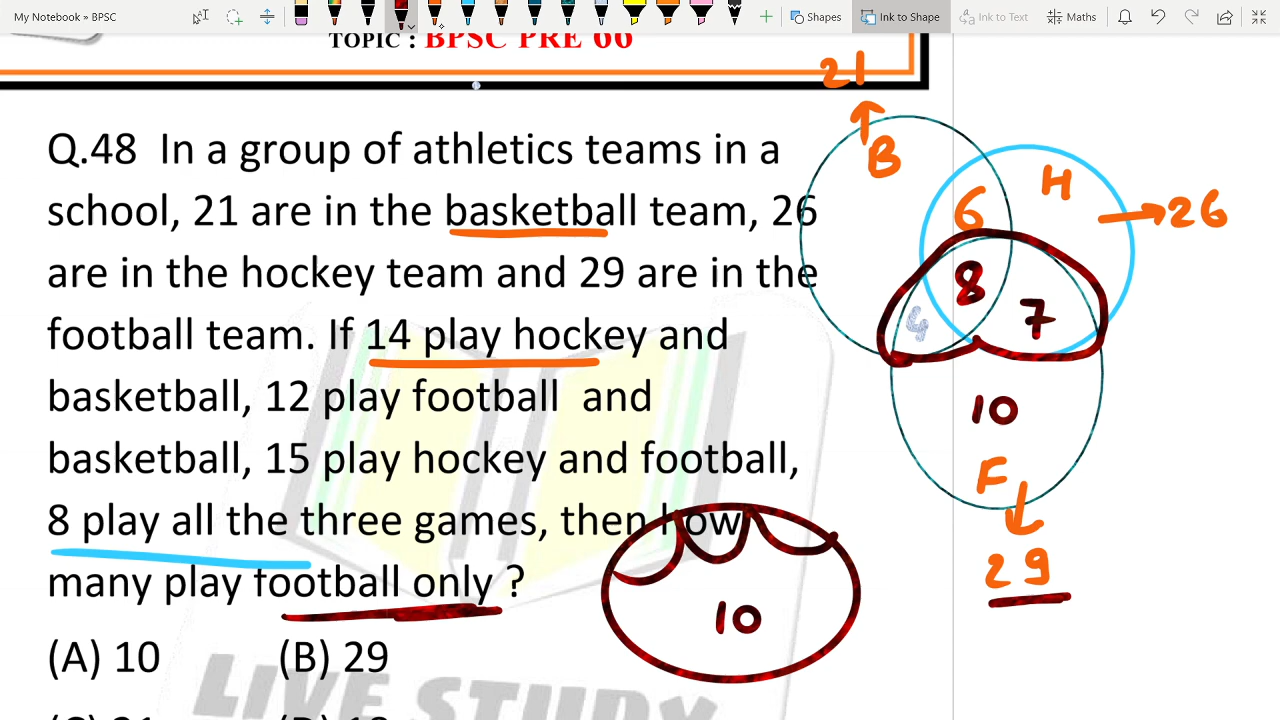 My Notebook » BPSC
Shapes
Ink to Shape
Ink to Text
Maths
TOPIC : BPSC PRE 66
Q.48 In a group of athletics teams in a
school, 21 are in the basketball team, 26
are in the hockey team and 29 are in the
football team. If 14 play hockey and
basketball, 12 play football and
basketball, 15 play hockey and football,
8 play all the three games, then how
many play football only ?
(A) 10 (B) 29
LIVE STUDY
21
B
6
H
26
8
4
7
10
F
29
10